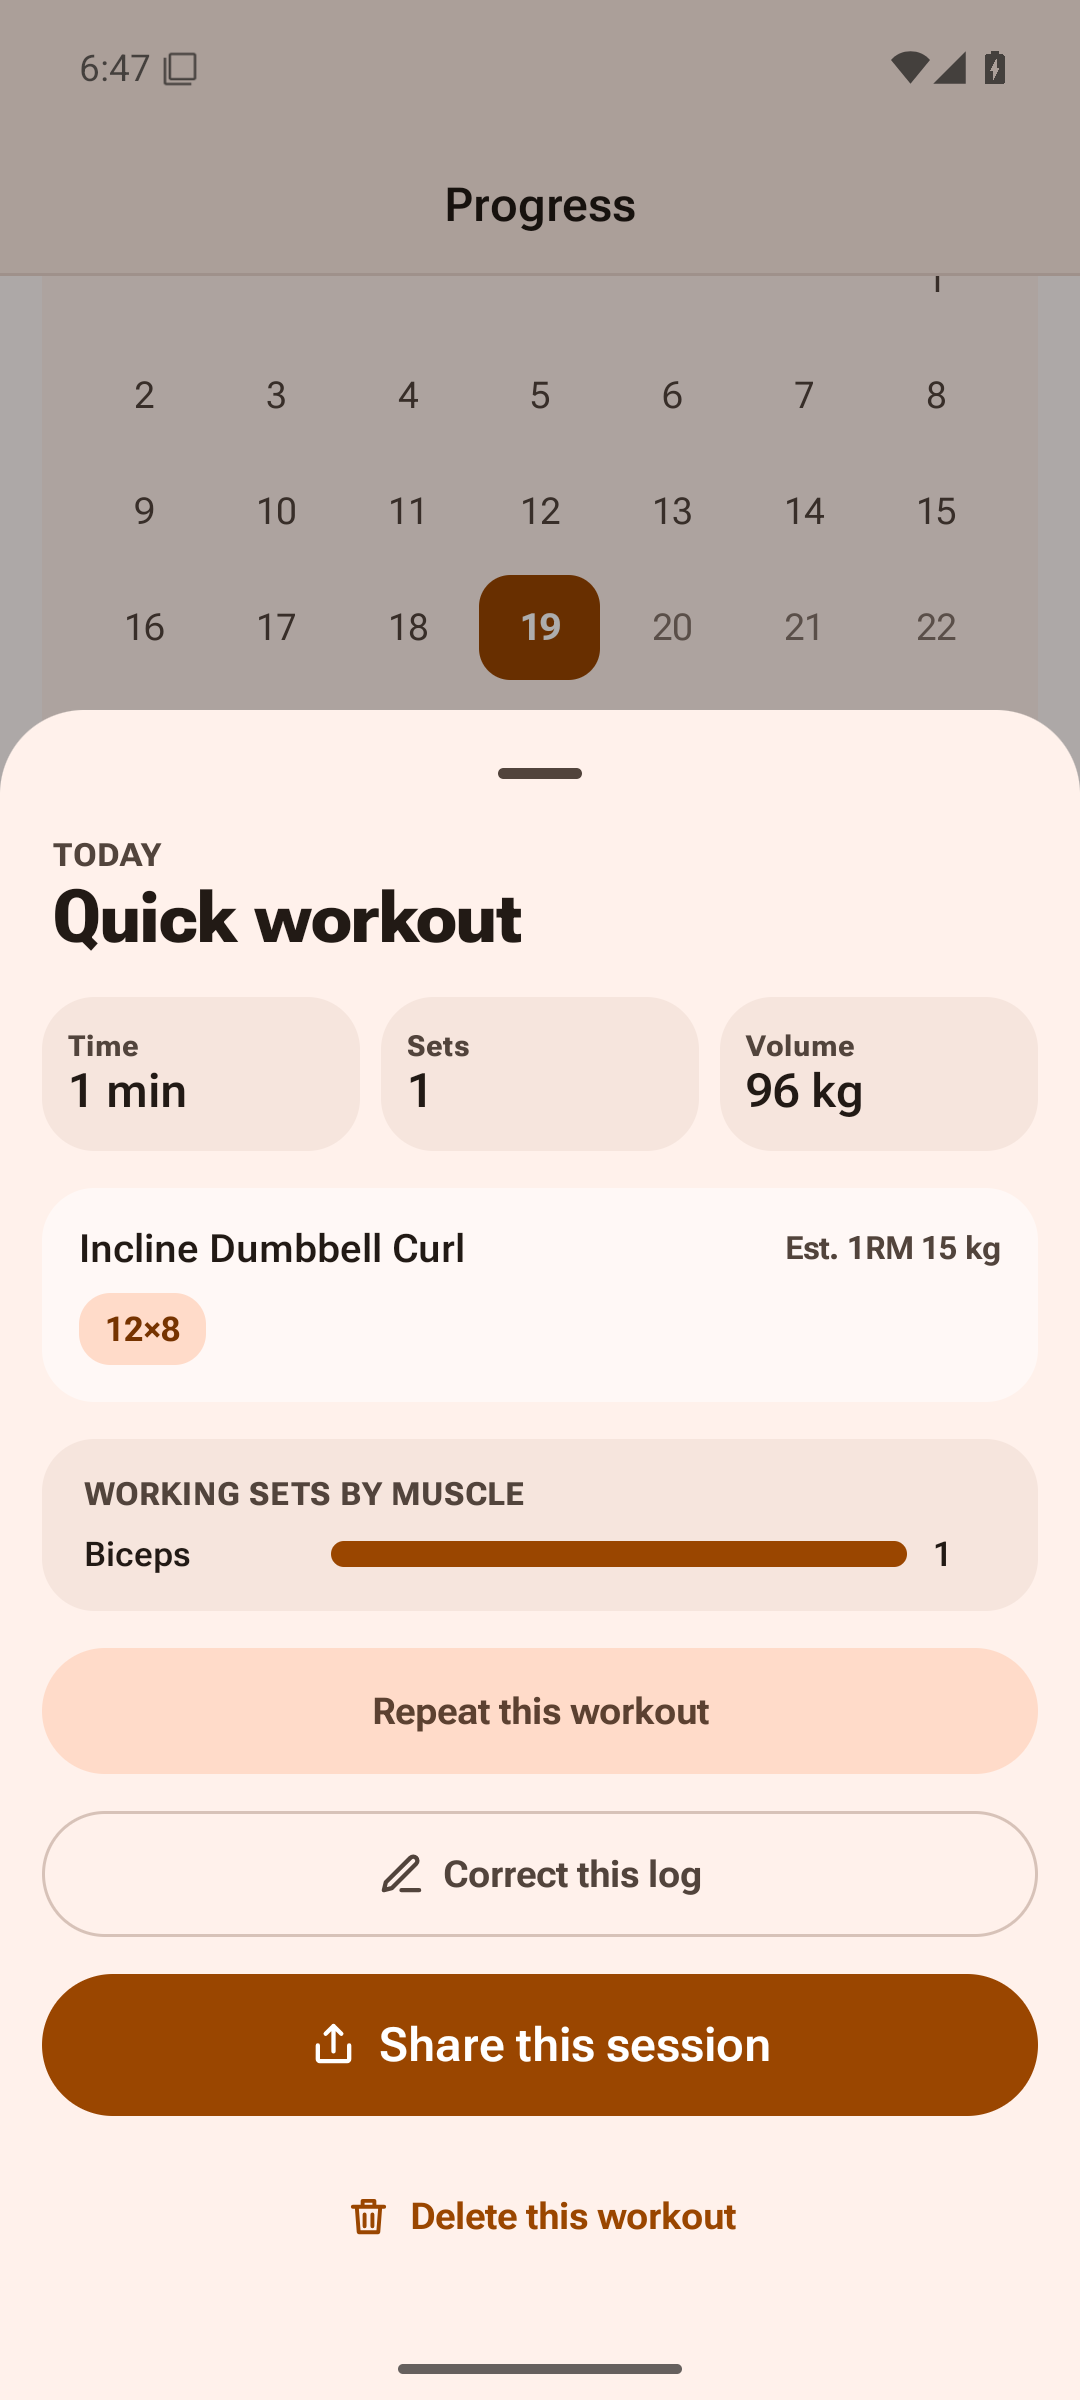 6:47
Progress
1
2 3 4 5 6 7 8
9 10 11 12 13 14 15
16 17 18 19 20 21 22
TODAY
Quick workout
Time
1 min
Sets
1
Volume
96 kg
Incline Dumbbell Curl
Est. 1RM 15 kg
12×8
WORKING SETS BY MUSCLE
Biceps 1
Repeat this workout
Correct this log
Share this session
Delete this workout